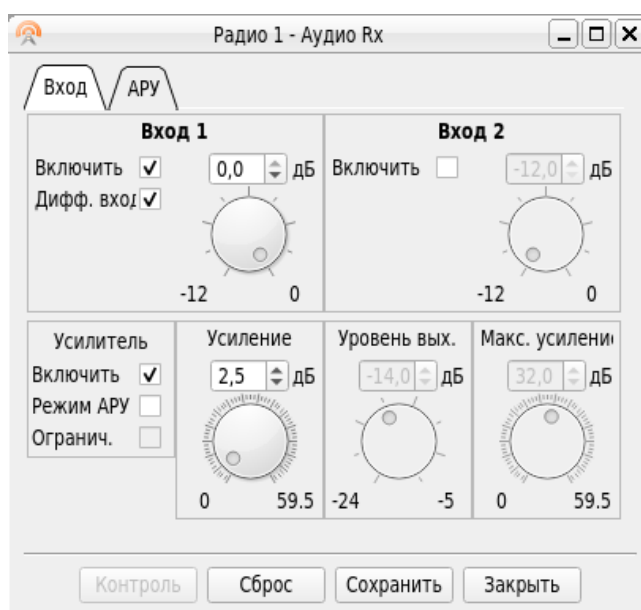 Радио 1 - Аудио Rx
Вход АРУ
Вход 1 Вход 2
Включить 0,0 дБ Включить -12,0 дБ
Дифф. вход
-12 0 -12 0
Усилитель Усиление Уровень вых. Макс. усилени
Включить 2,5 дБ -14,0 дБ 32,0 дБ
Режим АРУ
Огранич.
0 59.5 -24 -5 0 59.5
Контроль Сброс Сохранить Закрыть